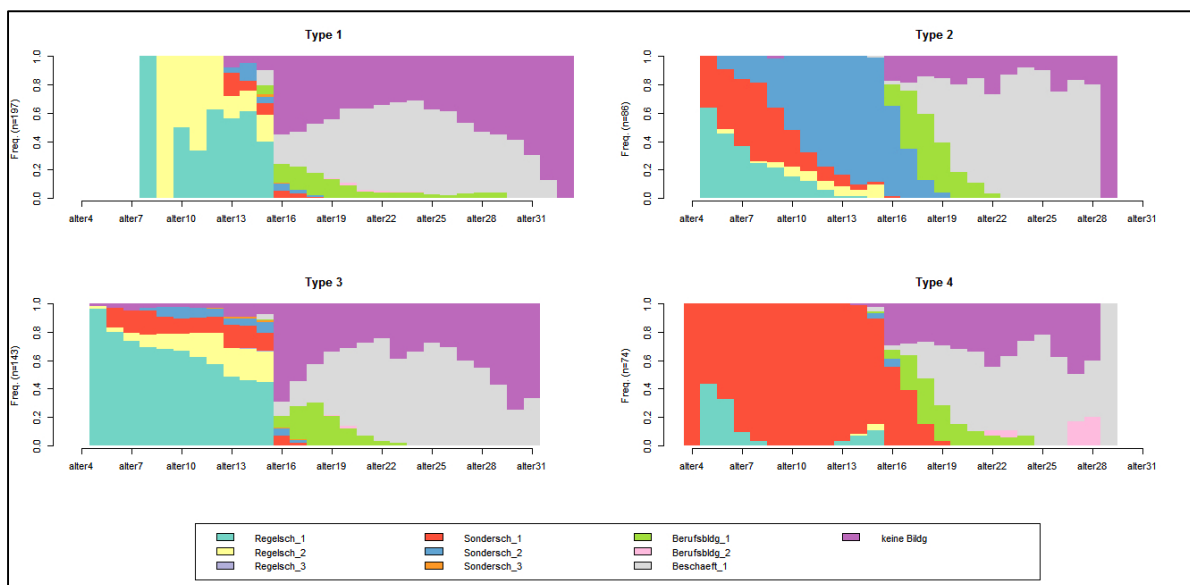 Type 1
Freq. (n=197)
0.0 0.2 0.4 0.6 0.8 1.0
alter4 alter7 alter10 alter13 alter16 alter19 alter22 alter25 alter28 alter31
Type 2
Freq. (n=86)
0.0 0.2 0.4 0.6 0.8 1.0
alter4 alter7 alter10 alter13 alter16 alter19 alter22 alter25 alter28 alter31
Type 3
Freq. (n=143)
0.0 0.2 0.4 0.6 0.8 1.0
alter4 alter7 alter10 alter13 alter16 alter19 alter22 alter25 alter28 alter31
Type 4
Freq. (n=74)
0.0 0.2 0.4 0.6 0.8 1.0
alter4 alter7 alter10 alter13 alter16 alter19 alter22 alter25 alter28 alter31
Regelsch_1 Sondersch_1 Berufsbldg_1 keine Bildg
Regelsch_2 Sondersch_2 Berufsbldg_2
Regelsch_3 Sondersch_3 Beschaeft_1